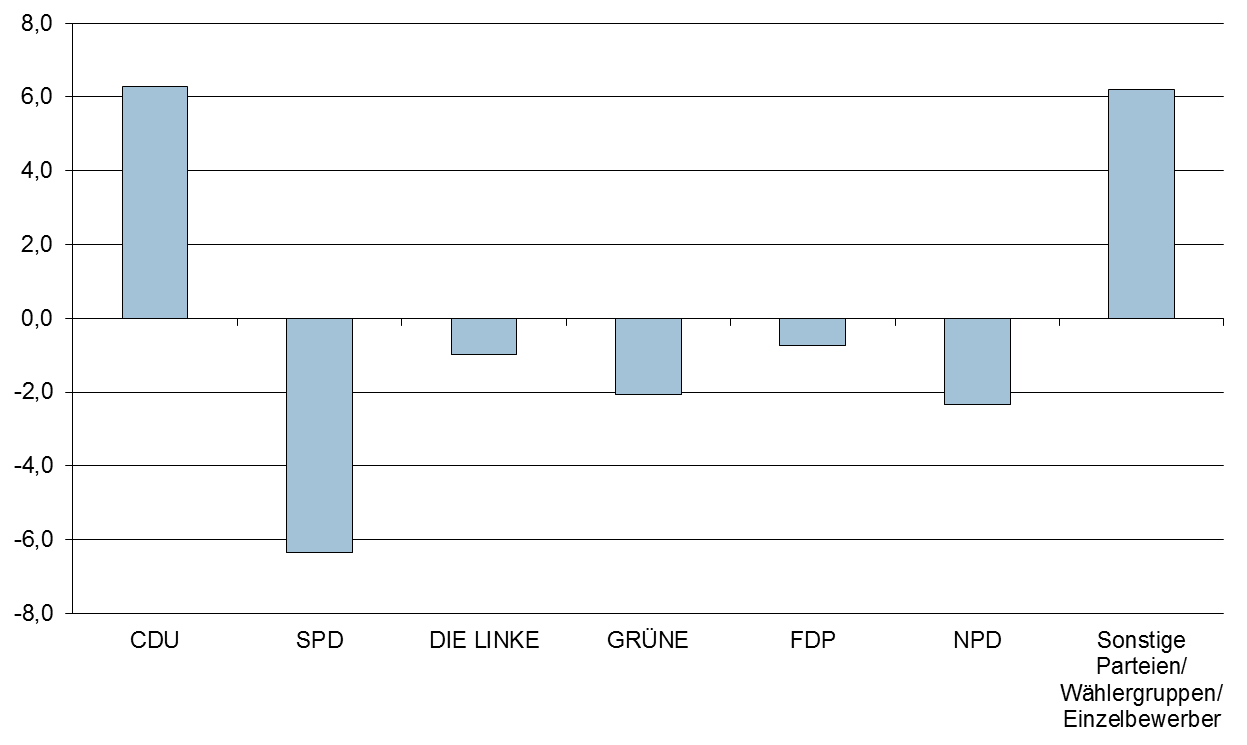 8,0
6,0
4,0
2,0
0,0
-2,0
-4,0
-6,0
-8,0
CDU SPD DIE LINKE GRÜNE FDP NPD Sonstige
Parteien/
Wählergruppen/
Einzelbewerber